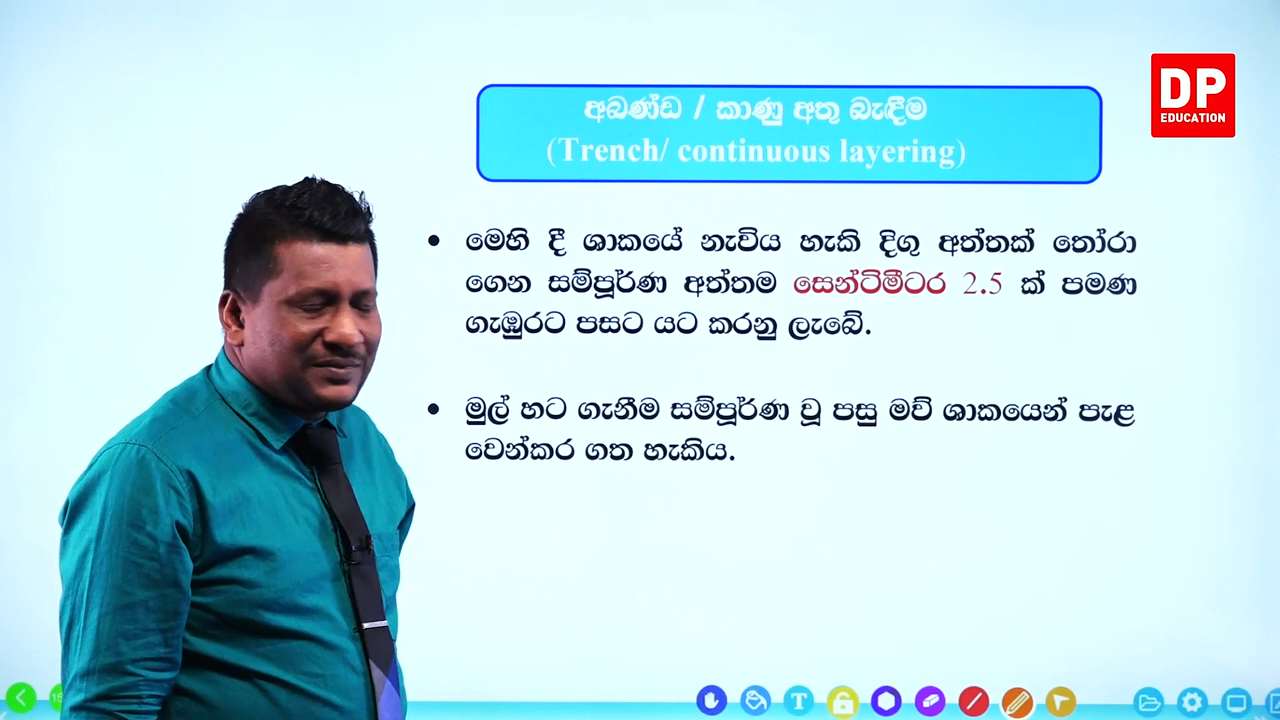 DP
EDUCATION
අඛණ්ඩ / කාණු අතු බැඳීම
(Trench/ continuous layering)
• මෙහි දී ශාකයේ නැවිය හැකි දිගු අත්තක් තෝරා
ගෙන සම්පූර්ණ අත්තම සෙන්ටිමීටර 2.5 ක් පමණ
ගැඹුරට පසට යට කරනු ලැබේ.
• මුල් හට ගැනීම සම්පූර්ණ වූ පසු මව් ශාකයෙන් පැළ
වෙන්කර ගත හැකිය.